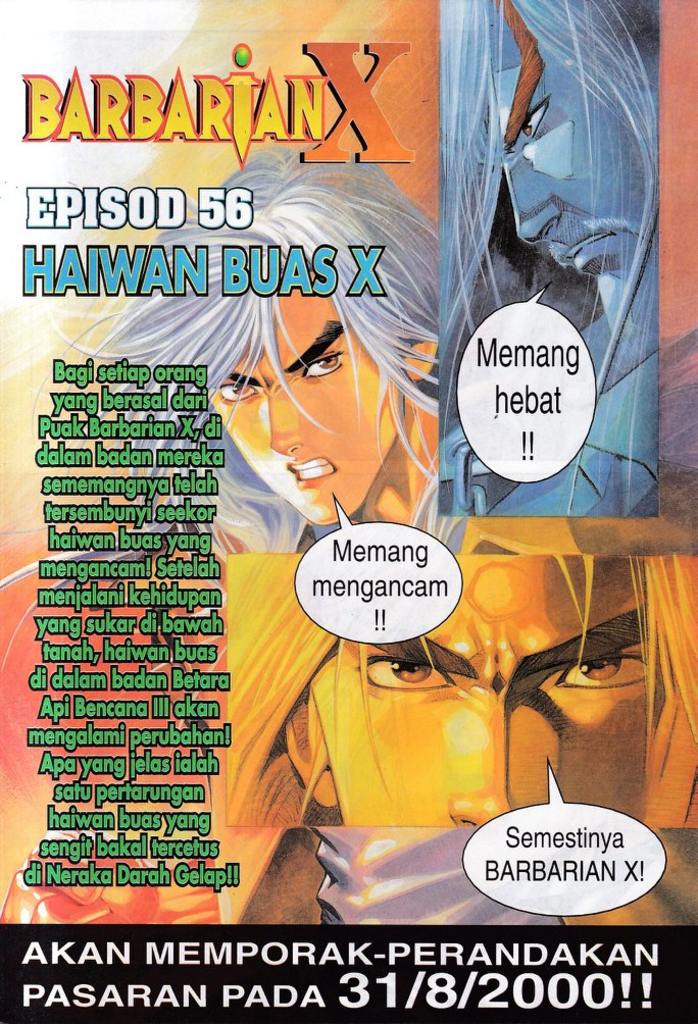 BARBARIAN X
EPISOD 56
HAIWAN BUAS X
Bagi setiap orang
yang berasal dari
Puak Barbarian X, di
dalam badan mereka
sememangnya telah
tersembunyi seekor
haiwan buas yang
mengancam! Setelah
menjalani kehidupan
yang sukar di bawah
tanah, haiwan buas
di dalam badan Betara
Api Bencana III akan
mengalami perubahan!
Apa yang jelas ialah
satu pertarungan
haiwan buas yang
sengit bakal tercetus
di Neraka Darah Gelap!!
Memang
hebat
!!
Memang
mengancam
!!
Semestinya
BARBARIAN X!
AKAN MEMPORAK-PERANDAKAN
PASARAN PADA 31/8/2000!!